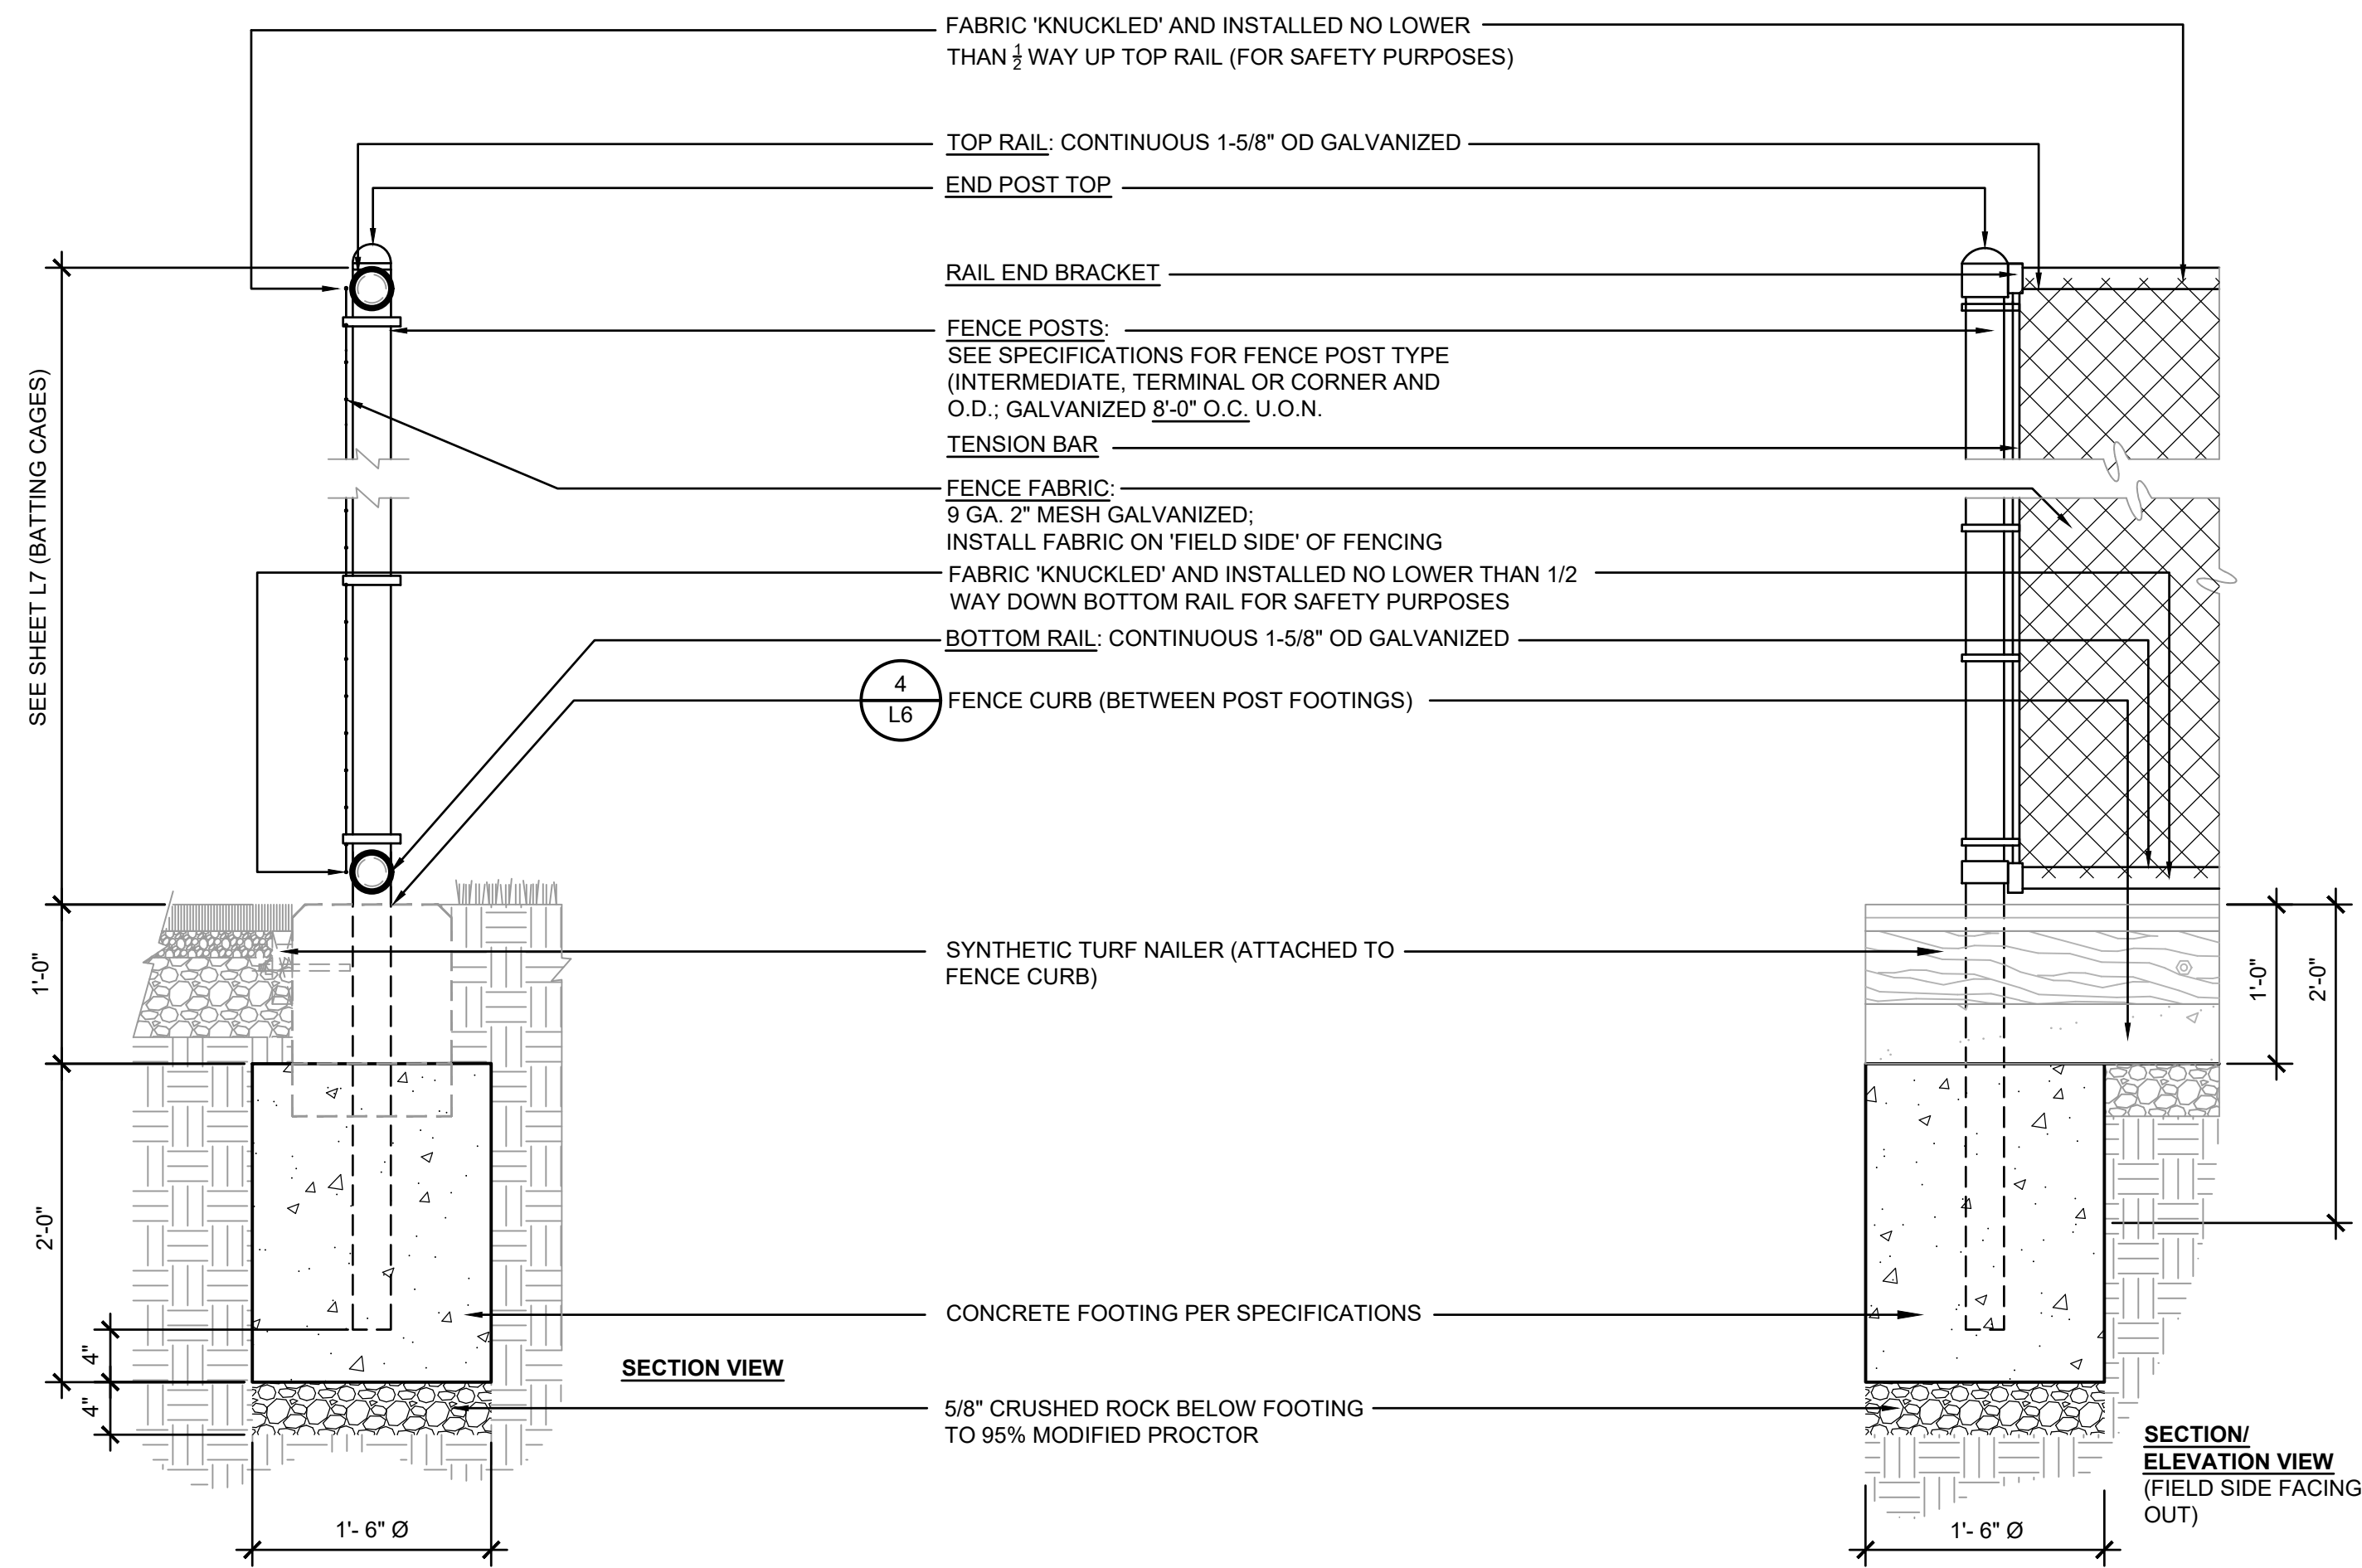 FABRIC 'KNUCKLED' AND INSTALLED NO LOWER
THAN 1/2 WAY UP TOP RAIL (FOR SAFETY PURPOSES)
TOP RAIL: CONTINUOUS 1-5/8" OD GALVANIZED
END POST TOP
RAIL END BRACKET
FENCE POSTS:
SEE SPECIFICATIONS FOR FENCE POST TYPE
(INTERMEDIATE, TERMINAL OR CORNER AND
O.D.; GALVANIZED 8'-0" O.C. U.O.N.
TENSION BAR
FENCE FABRIC:
9 GA. 2" MESH GALVANIZED;
INSTALL FABRIC ON 'FIELD SIDE' OF FENCING
FABRIC 'KNUCKLED' AND INSTALLED NO LOWER THAN 1/2
WAY DOWN BOTTOM RAIL FOR SAFETY PURPOSES
BOTTOM RAIL: CONTINUOUS 1-5/8" OD GALVANIZED
4
L6
FENCE CURB (BETWEEN POST FOOTINGS)
SYNTHETIC TURF NAILER (ATTACHED TO
FENCE CURB)
CONCRETE FOOTING PER SPECIFICATIONS
5/8" CRUSHED ROCK BELOW FOOTING
TO 95% MODIFIED PROCTOR
SEE SHEET L7 (BATTING CAGES)
1'-0"
2'-0"
4"
4"
1'- 6" Ø
SECTION VIEW
1'-0"
2'-0"
1'- 6" Ø
SECTION/
ELEVATION VIEW
(FIELD SIDE FACING
OUT)